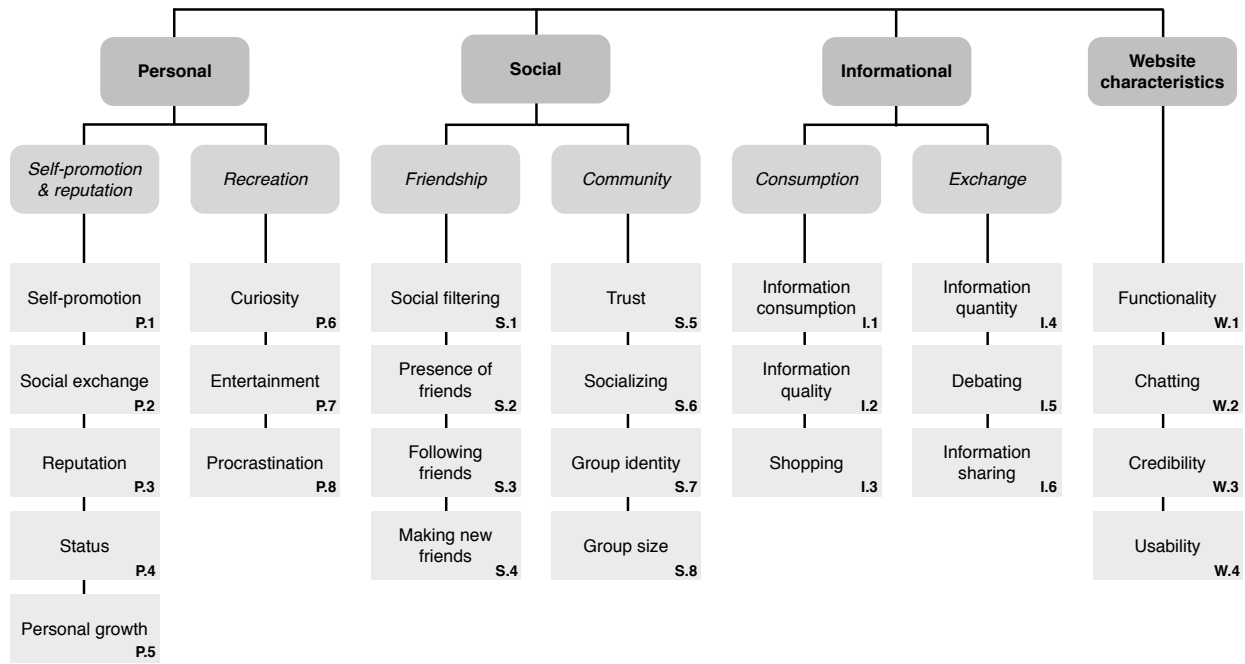 Personal
Social
Informational
Website
characteristics
Self-promotion
& reputation
Recreation
Friendship
Community
Consumption
Exchange
Self-promotion
P.1
Social exchange
P.2
Reputation
P.3
Status
P.4
Personal growth
P.5
Curiosity
P.6
Entertainment
P.7
Procrastination
P.8
Social filtering
S.1
Presence of
friends
S.2
Following
friends
S.3
Making new
friends
S.4
Trust
S.5
Socializing
S.6
Group identity
S.7
Group size
S.8
Information
consumption
I.1
Information
quality
I.2
Shopping
I.3
Information
quantity
I.4
Debating
I.5
Information
sharing
I.6
Functionality
W.1
Chatting
W.2
Credibility
W.3
Usability
W.4